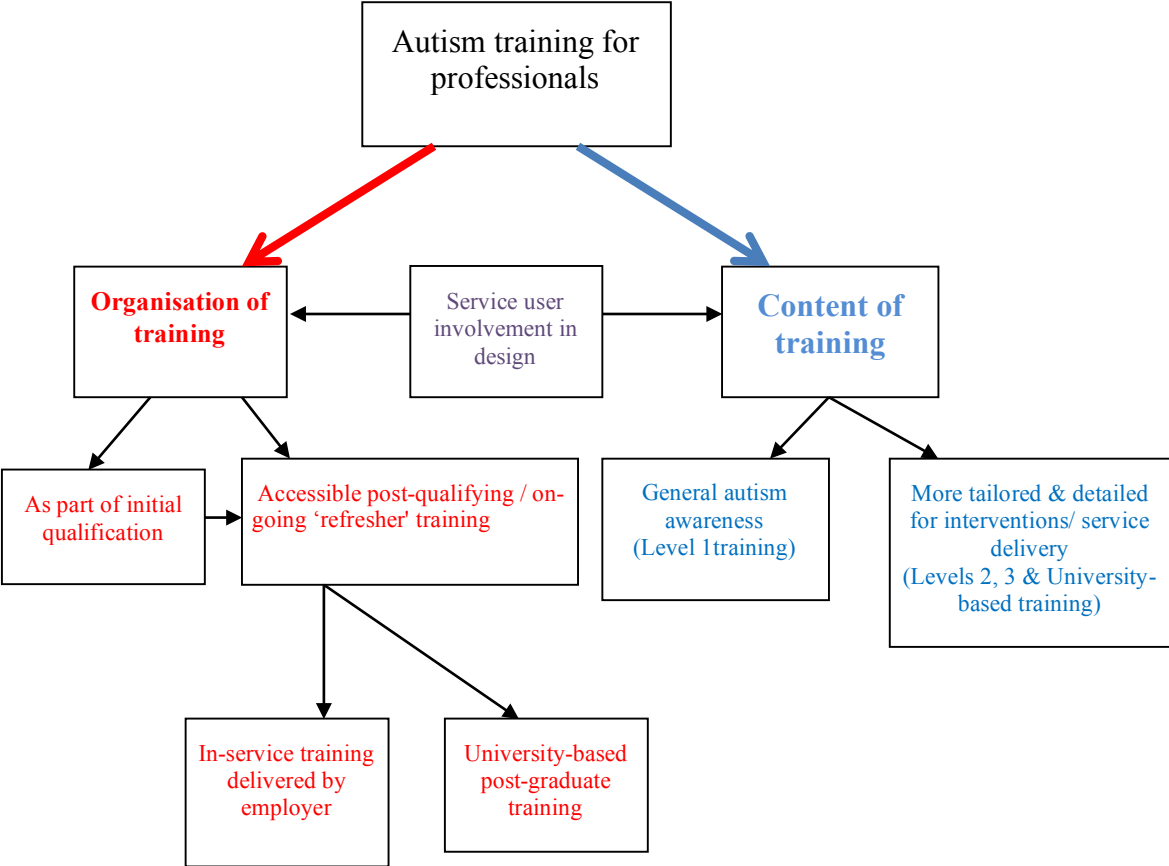 Autism training for
professionals
Organisation of
training
Service user
involvement in
design
Content of
training
As part of initial
qualification
Accessible post-qualifying / on-
going ‘refresher' training
General autism
awareness
(Level 1training)
More tailored & detailed
for interventions/ service
delivery
(Levels 2, 3 & University-
based training)
In-service training
delivered by
employer
University-based
post-graduate
training